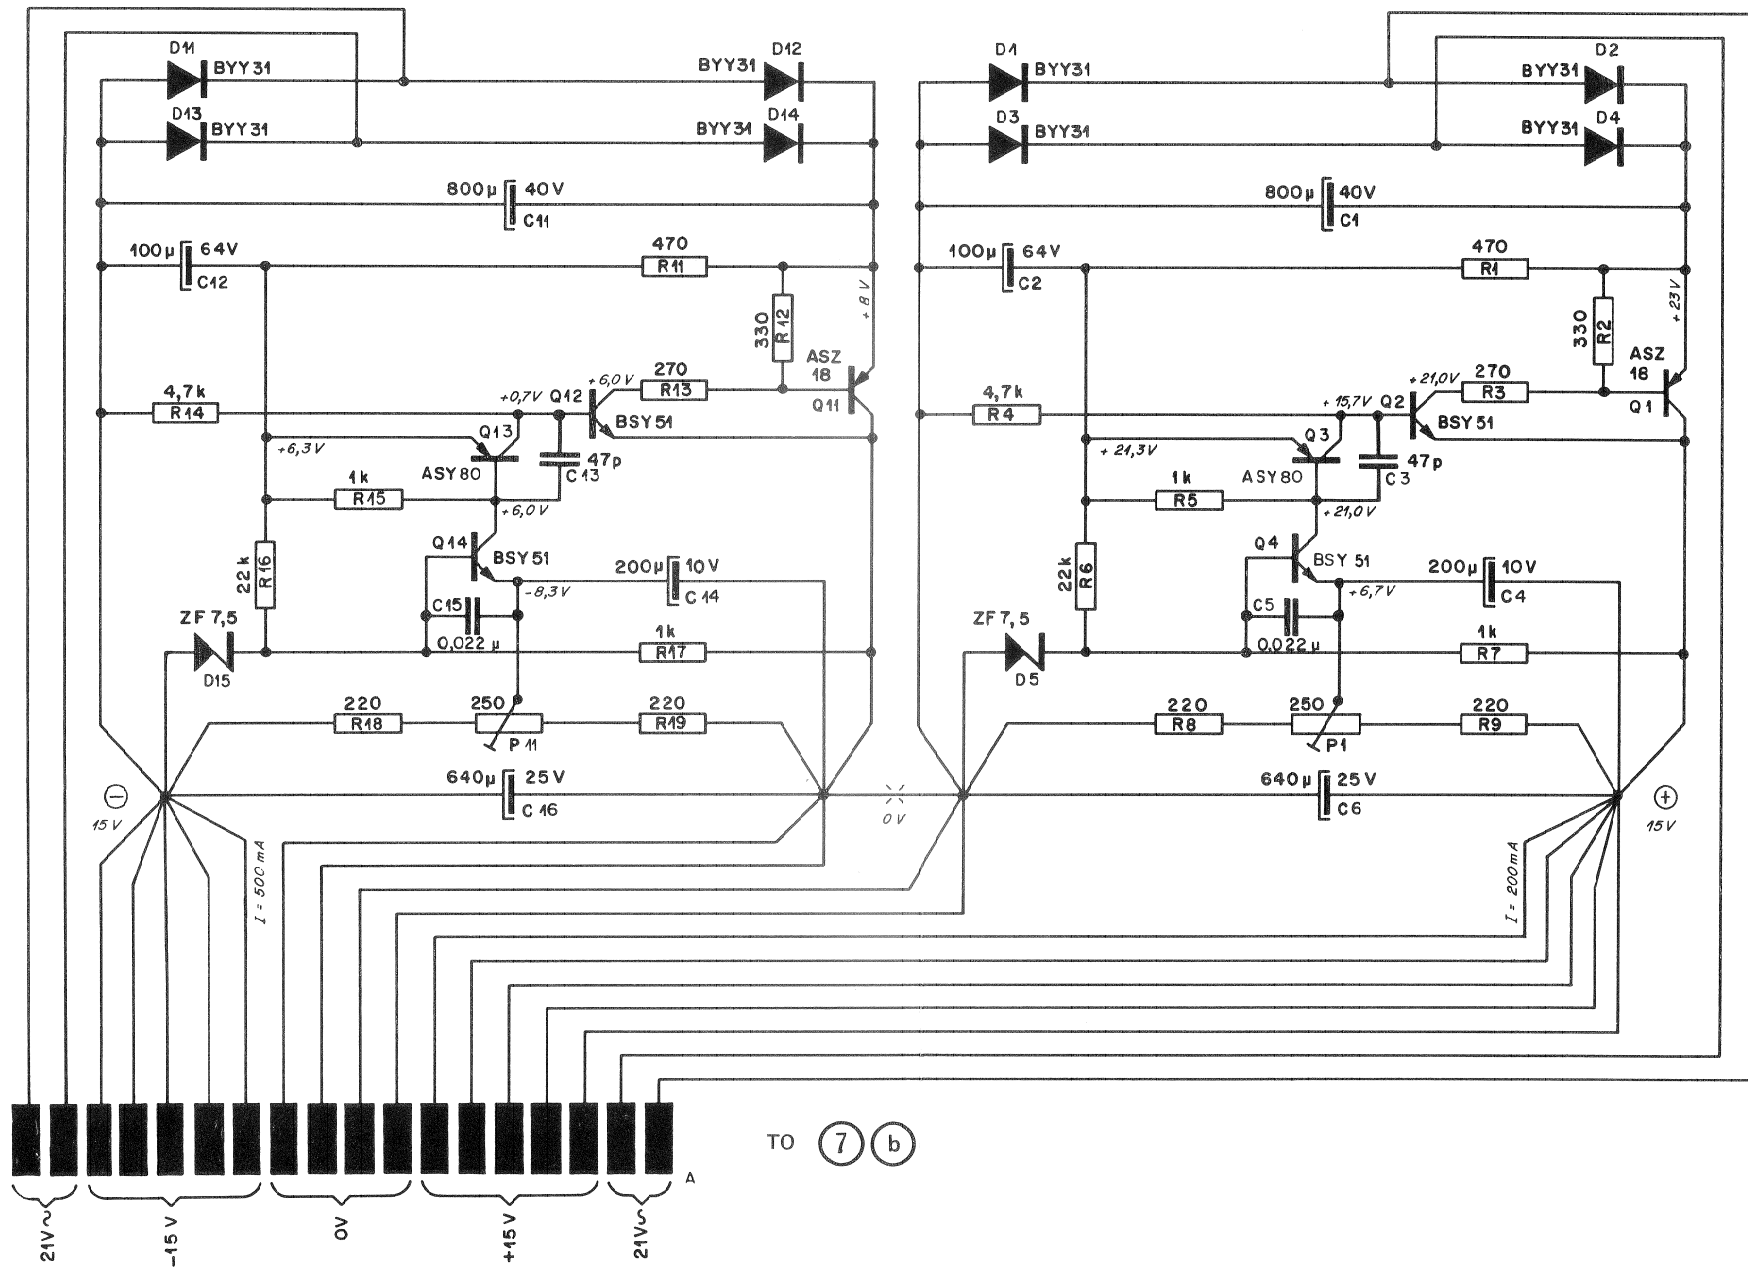 D11 BYY31 BYY31 D12 D1 BYY31 BYY31 D2
D13 BYY31 BYY31 D14 D3 BYY31 BYY31 D4
800µ 40V 800µ 40V
C11 C1
100µ 64V 470 100µ 64V 470
C12 R11 C2 R1
330 R12 + 8 V 330 R2 + 23 V
ASZ 18 ASZ 18
4,7k +0,7V Q12 +6,0V 270 Q11 4,7k + 15,7V Q2 +21,0V 270 Q1
R14 R13 R4 R3
BSY51 BSY51
Q13 Q3
+6,3V + 21,3V
ASY80 47p ASY80 47p
C13 C3
1k 1k
R15 R5
+6,0V +21,0V
Q14 BSY51 Q4 BSY 51
22k R16 200µ 10V 22k R6 200µ 10V
-8,3V C14 +6,7V C4
C15 C5
ZF 7,5 0,022 µ 1k ZF 7,5 0,022 µ 1k
R17 R7
D15 D5
220 250 220 220 250 220
R18 P11 R19 R8 P1 R9
640µ 25V 640µ 25V
− C16 C6 +
15V 0V 15V
I = 500mA I = 200mA
TO 7 b
A
21V~ -15V 0V +15V 21V~